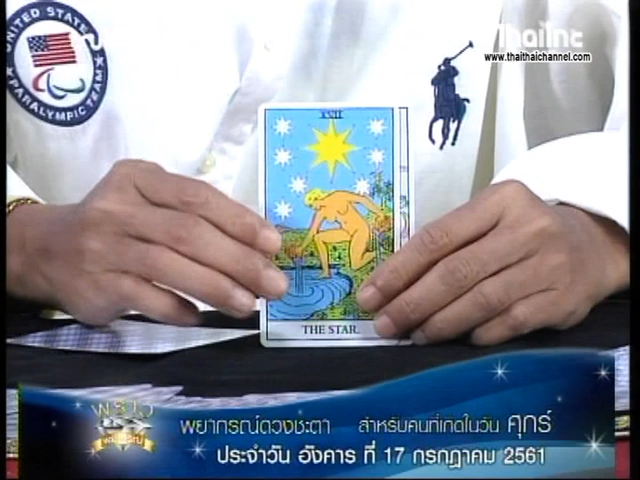 UNITED STATES
PARALYMPIC TEAM
www.thaithaichannel.com
XVII
THE STAR.
พยากรณ์ดวงชะตา สำหรับคนที่เกิดในวัน ศุกร์
ประจำวัน อังคาร ที่ 17 กรกฎาคม 2561